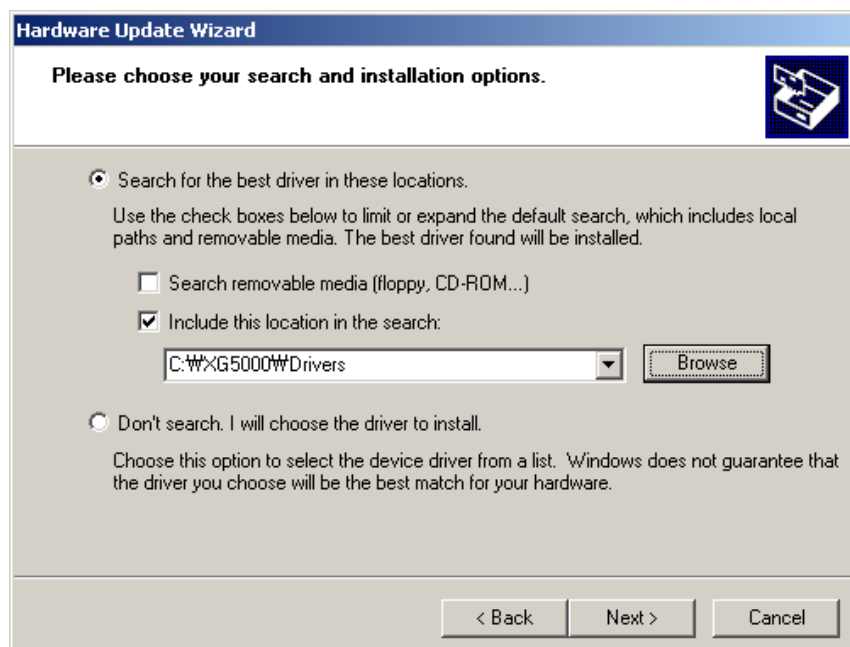 Hardware Update Wizard
Please choose your search and installation options.
Search for the best driver in these locations.
Use the check boxes below to limit or expand the default search, which includes local
paths and removable media. The best driver found will be installed.
Search removable media (floppy, CD-ROM...)
Include this location in the search:
C:₩XG5000₩Drivers
Browse
Don't search. I will choose the driver to install.
Choose this option to select the device driver from a list.  Windows does not guarantee that
the driver you choose will be the best match for your hardware.
< Back
Next >
Cancel